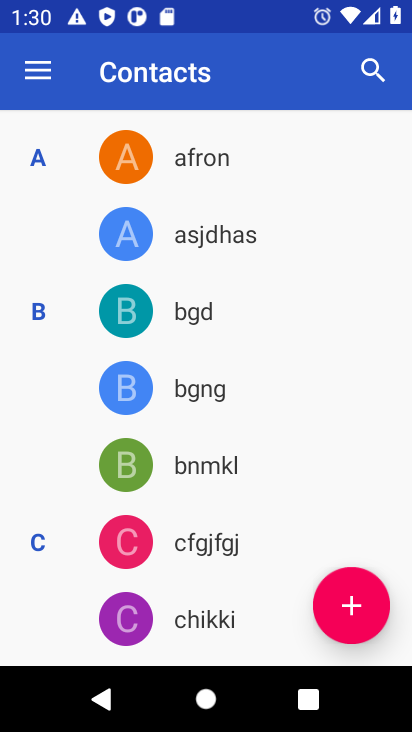 1:30
Contacts
A
A afron
A asjdhas
B
B bgd
B bgng
B bnmkl
C
C cfgjfgj
C chikki
+